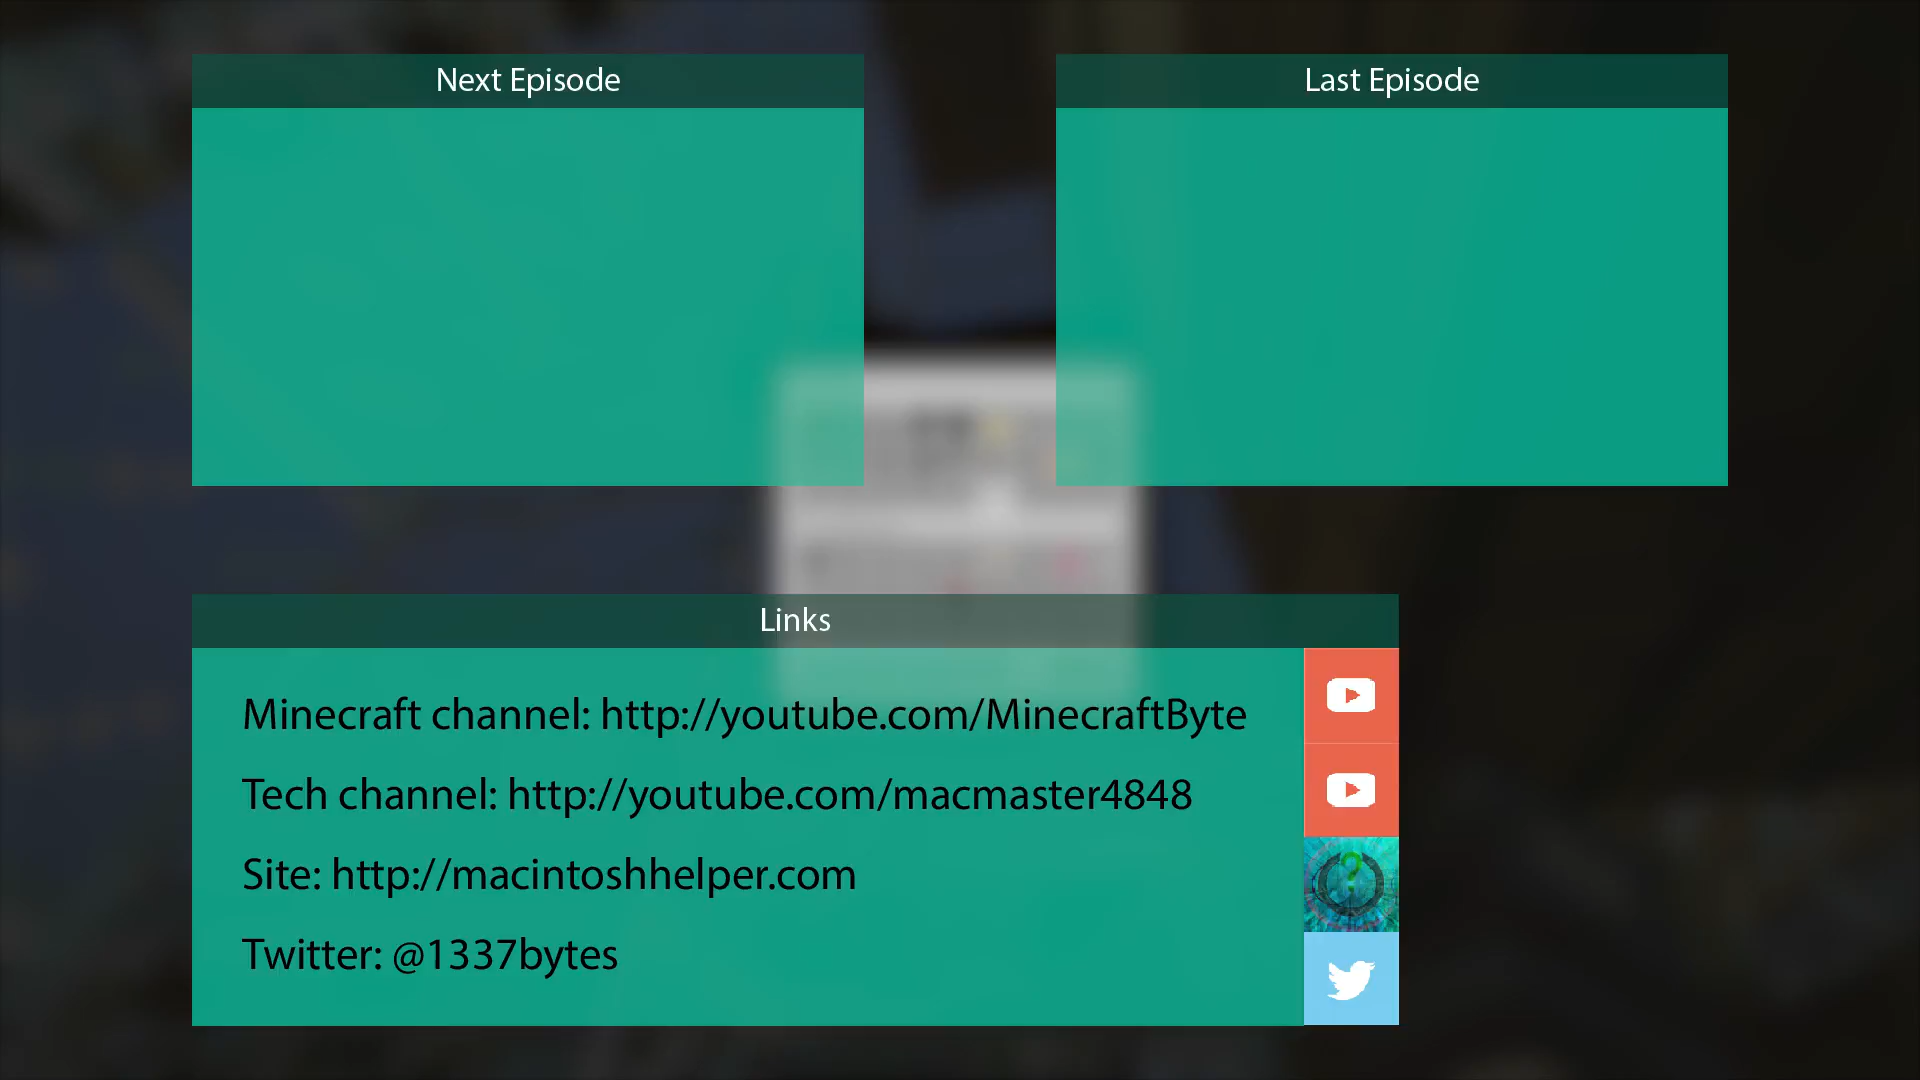 Next Episode
Last Episode
Links
Minecraft channel: http://youtube.com/MinecraftByte
Tech channel: http://youtube.com/macmaster4848
Site: http://macintoshhelper.com
Twitter: @1337bytes